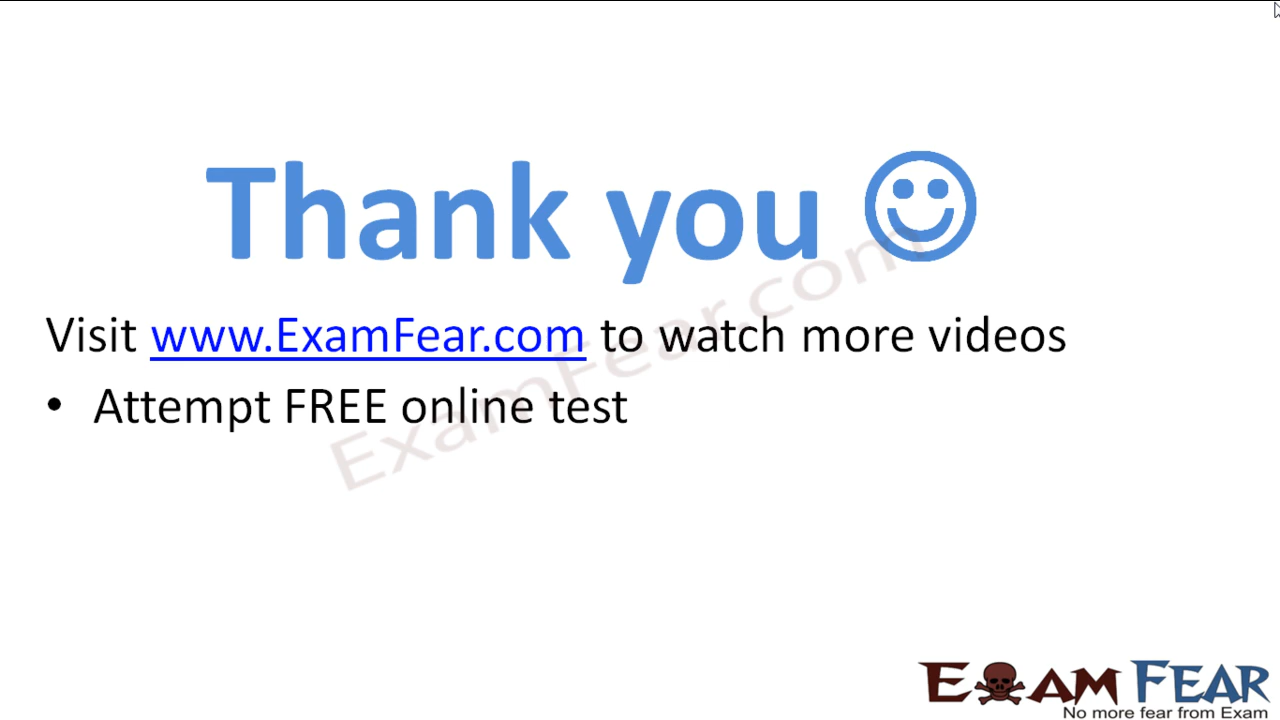 Thank you ☺
Visit www.ExamFear.com to watch more videos
• Attempt FREE online test
ExamFear.com
EXAM FEAR
No more fear from Exam